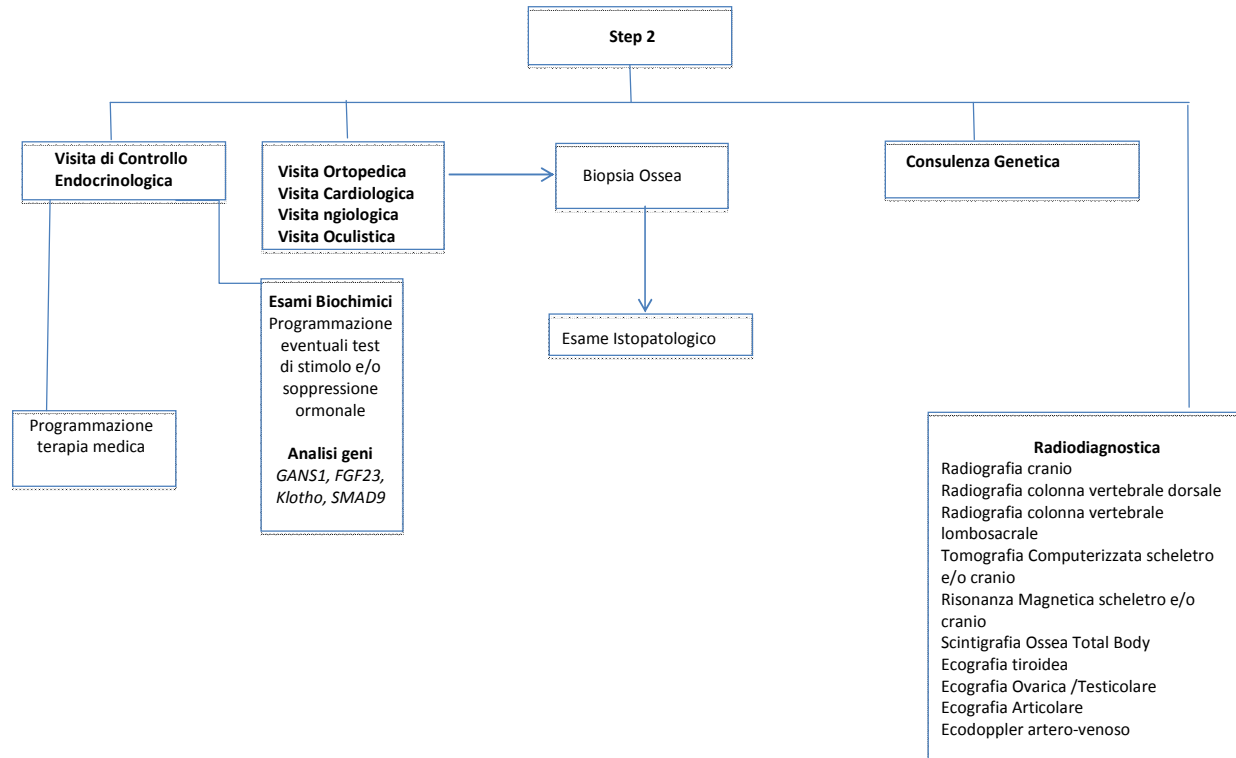 Step 2
Visita di Controllo
Endocrinologica
Visita Ortopedica
Visita Cardiologica
Visita ngiologica
Visita Oculistica
Biopsia Ossea
Consulenza Genetica
Esami Biochimici
Programmazione
eventuali test
di stimolo e/o
soppressione
ormonale
Analisi geni
GANS1, FGF23,
Klotho, SMAD9
Esame Istopatologico
Programmazione
terapia medica
Radiodiagnostica
Radiografia cranio
Radiografia colonna vertebrale dorsale
Radiografia colonna vertebrale
lombosacrale
Tomografia Computerizzata scheletro
e/o cranio
Risonanza Magnetica scheletro e/o
cranio
Scintigrafia Ossea Total Body
Ecografia tiroidea
Ecografia Ovarica /Testicolare
Ecografia Articolare
Ecodoppler artero-venoso